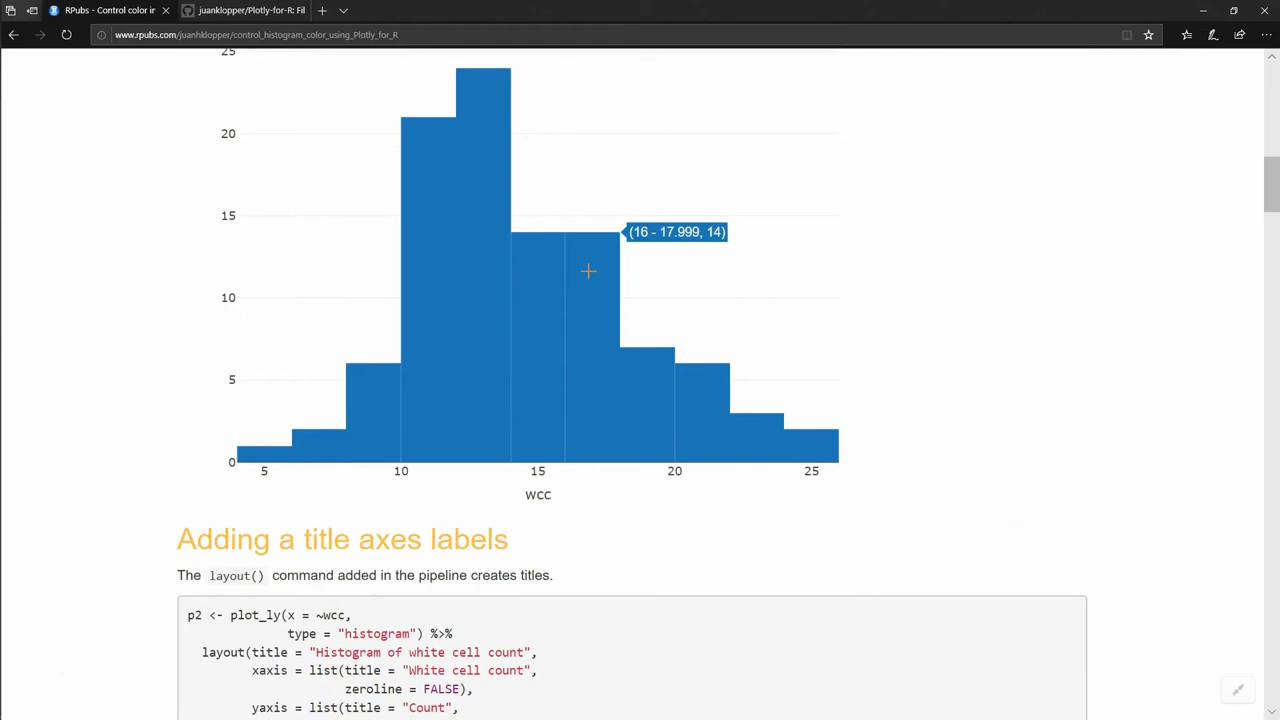 RPubs - Control color ir
juanklopper/Plotly-for-R: Fil
www.rpubs.com/juanhklopper/control_histogram_color_using_Plotly_for_R
25
20
15
(16 - 17.999, 14)
10
5
0
5 10 15 20 25
wcc
Adding a title axes labels
The layout() command added in the pipeline creates titles.
p2 <- plot_ly(x = ~wcc,
type = "histogram") %>%
layout(title = "Histogram of white cell count",
xaxis = list(title = "White cell count",
zeroline = FALSE),
yaxis = list(title = "Count",